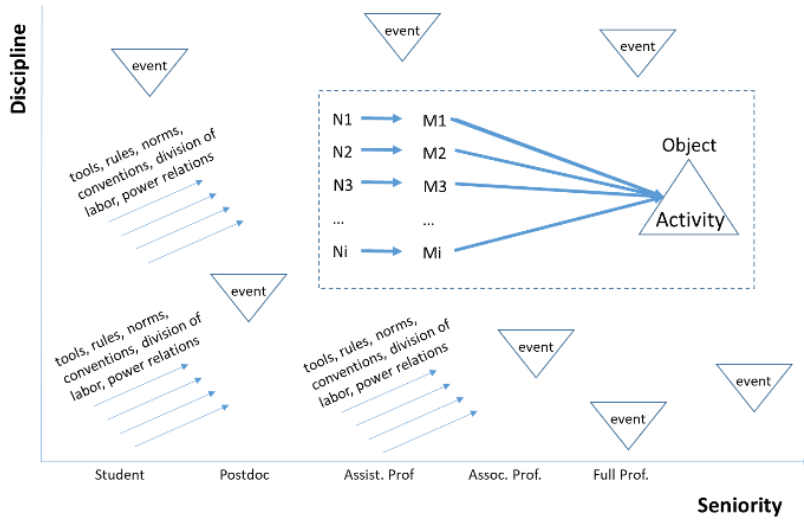 Discipline
event
event
event
tools, rules, norms,
conventions, division of
labor, power relations
N1
M1
N2
M2
N3
M3
...
...
Ni
Mi
Object
Activity
event
tools, rules, norms,
conventions, division of
labor, power relations
tools, rules, norms,
conventions, division of
labor, power relations
event
event
event
Student
Postdoc
Assist. Prof
Assoc. Prof.
Full Prof.
Seniority